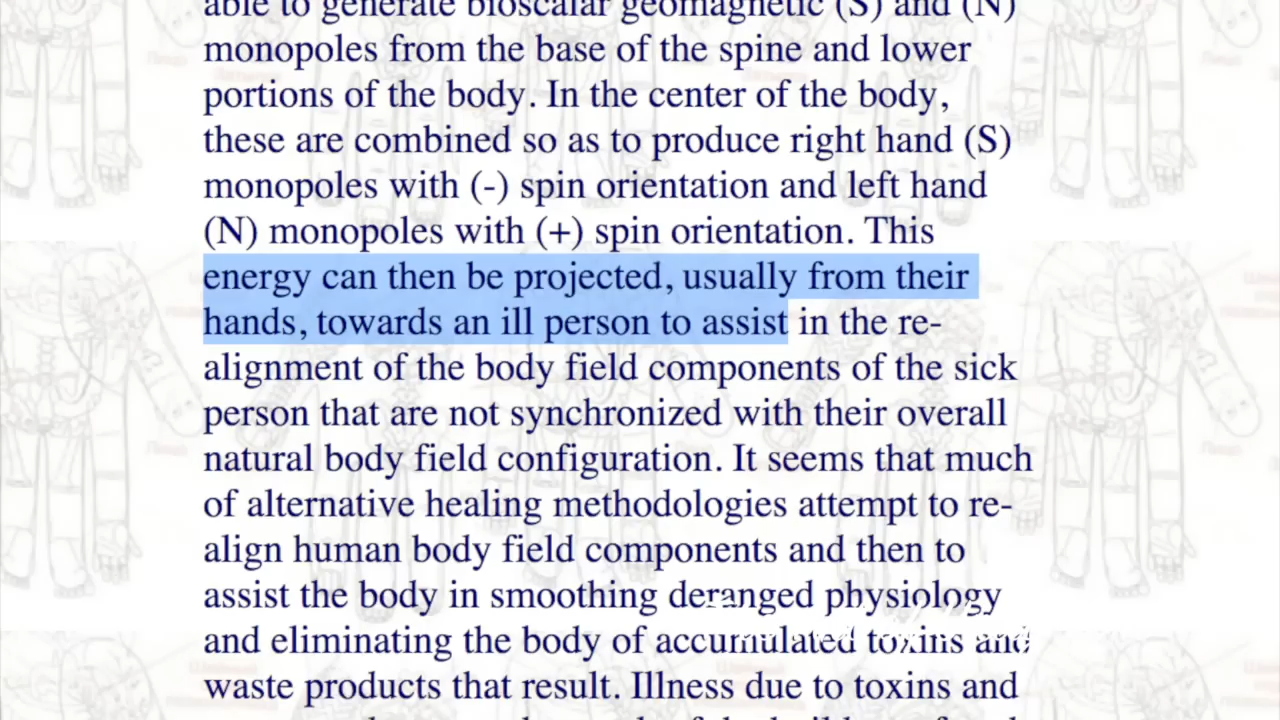 able to generate bioscalar geomagnetic (S) and (N)
monopoles from the base of the spine and lower
portions of the body. In the center of the body,
these are combined so as to produce right hand (S)
monopoles with (-) spin orientation and left hand
(N) monopoles with (+) spin orientation. This
energy can then be projected, usually from their
hands, towards an ill person to assist in the re-
alignment of the body field components of the sick
person that are not synchronized with their overall
natural body field configuration. It seems that much
of alternative healing methodologies attempt to re-
align human body field components and then to
assist the body in smoothing deranged physiology
and eliminating the body of accumulated toxins and
waste products that result. Illness due to toxins and